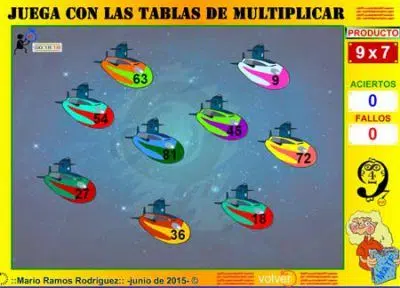 JUEGA CON LAS TABLAS DE MULTIPLICAR
PRODUCTO
9 x 7
63
9
ACIERTOS
0
54
45
FALLOS
0
81
72
27
18
36
::Mario Ramos Rodríguez:: -junio de 2015- ©
volver